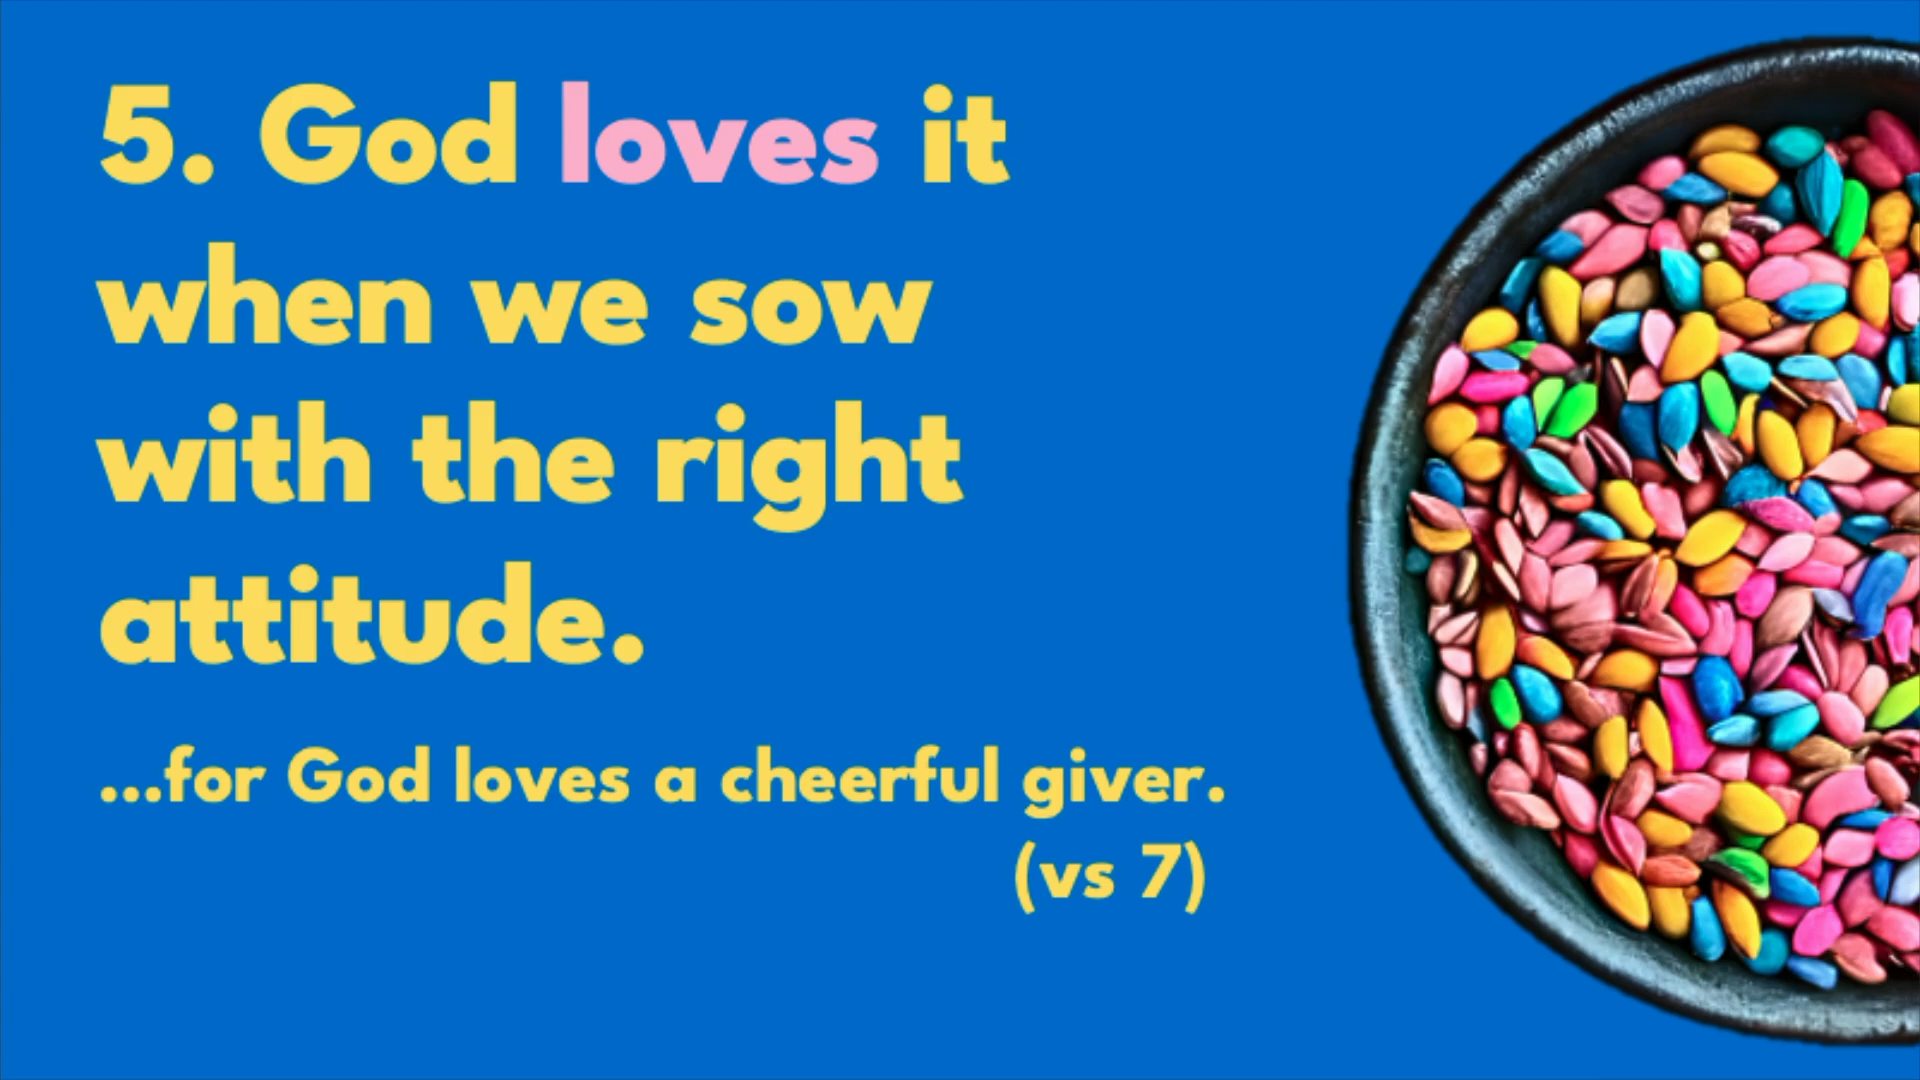 5. God loves it
when we sow
with the right
attitude.
...for God loves a cheerful giver.
(vs 7)